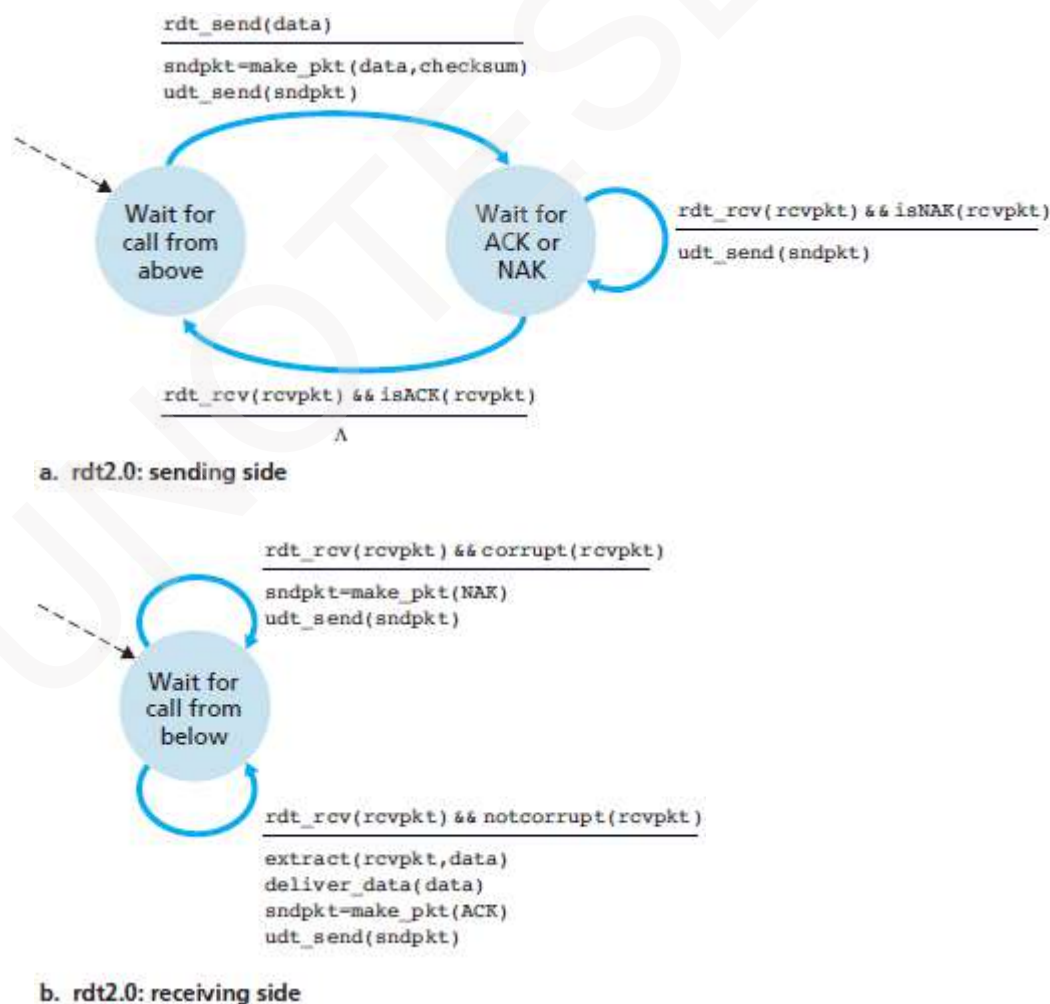 rdt_send(data)
sndpkt=make_pkt(data,checksum)
udt_send(sndpkt)
Wait for
call from
above
Wait for
ACK or
NAK
rdt_rcv(rcvpkt) && isNAK(rcvpkt)
udt_send(sndpkt)
rdt_rcv(rcvpkt) && isACK(rcvpkt)
Λ
a. rdt2.0: sending side
rdt_rcv(rcvpkt) && corrupt(rcvpkt)
sndpkt=make_pkt(NAK)
udt_send(sndpkt)
Wait for
call from
below
rdt_rcv(rcvpkt) && notcorrupt(rcvpkt)
extract(rcvpkt,data)
deliver_data(data)
sndpkt=make_pkt(ACK)
udt_send(sndpkt)
b. rdt2.0: receiving side